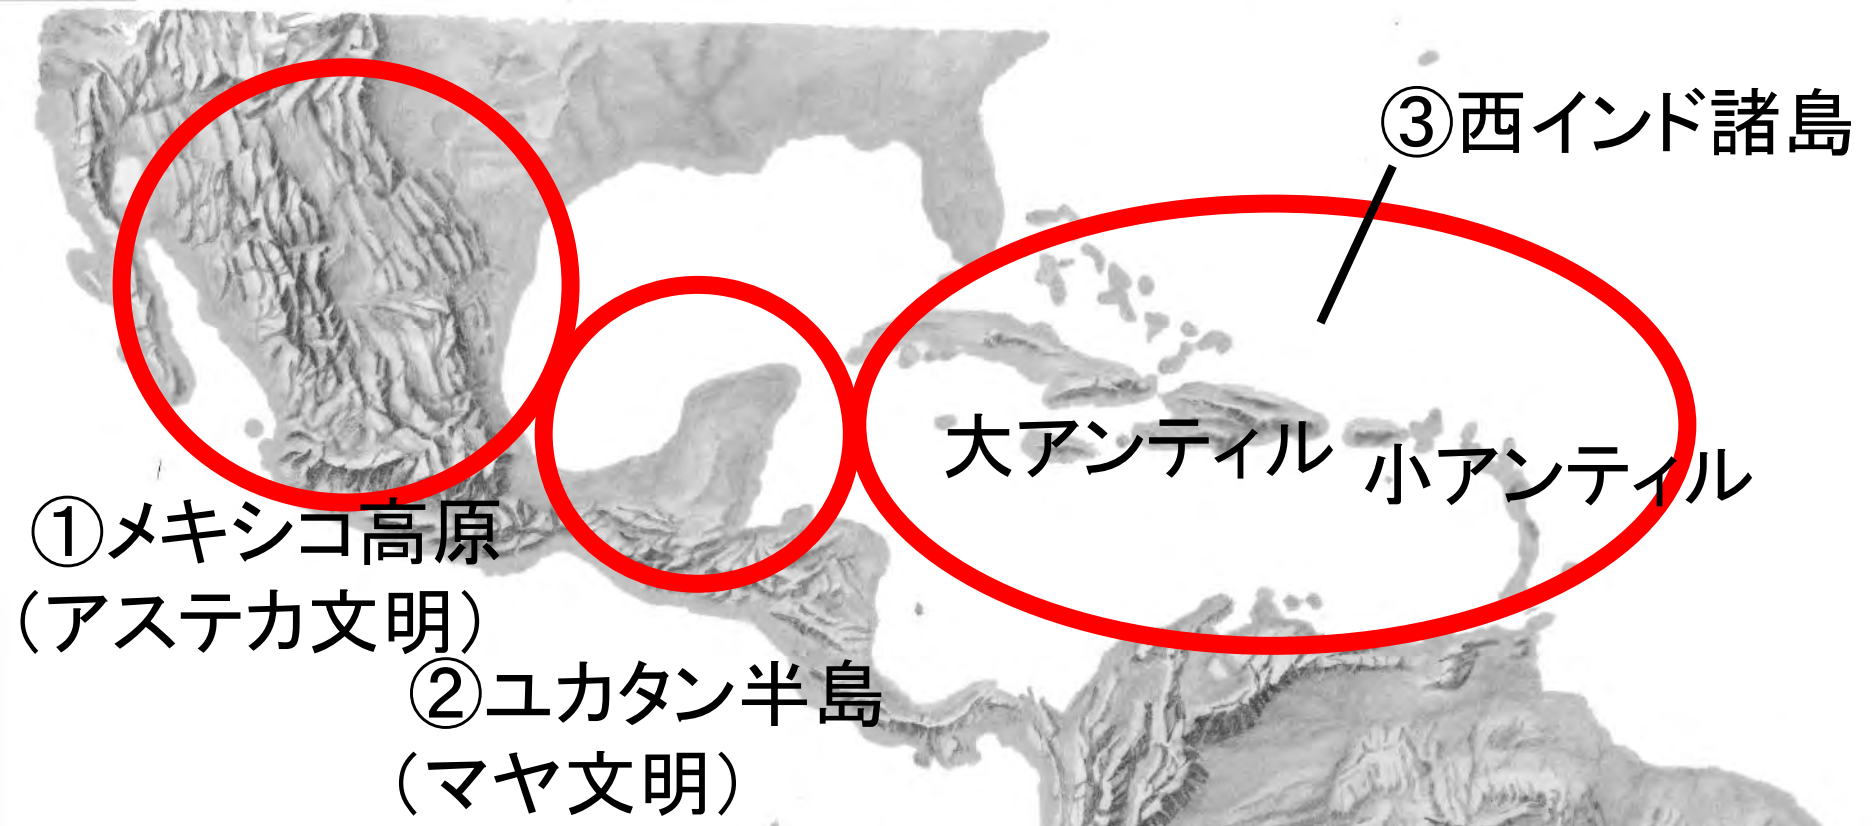 ③西インド諸島
大アンティル
小アンティル
①メキシコ高原
（アステカ文明）
②ユカタン半島
（マヤ文明）